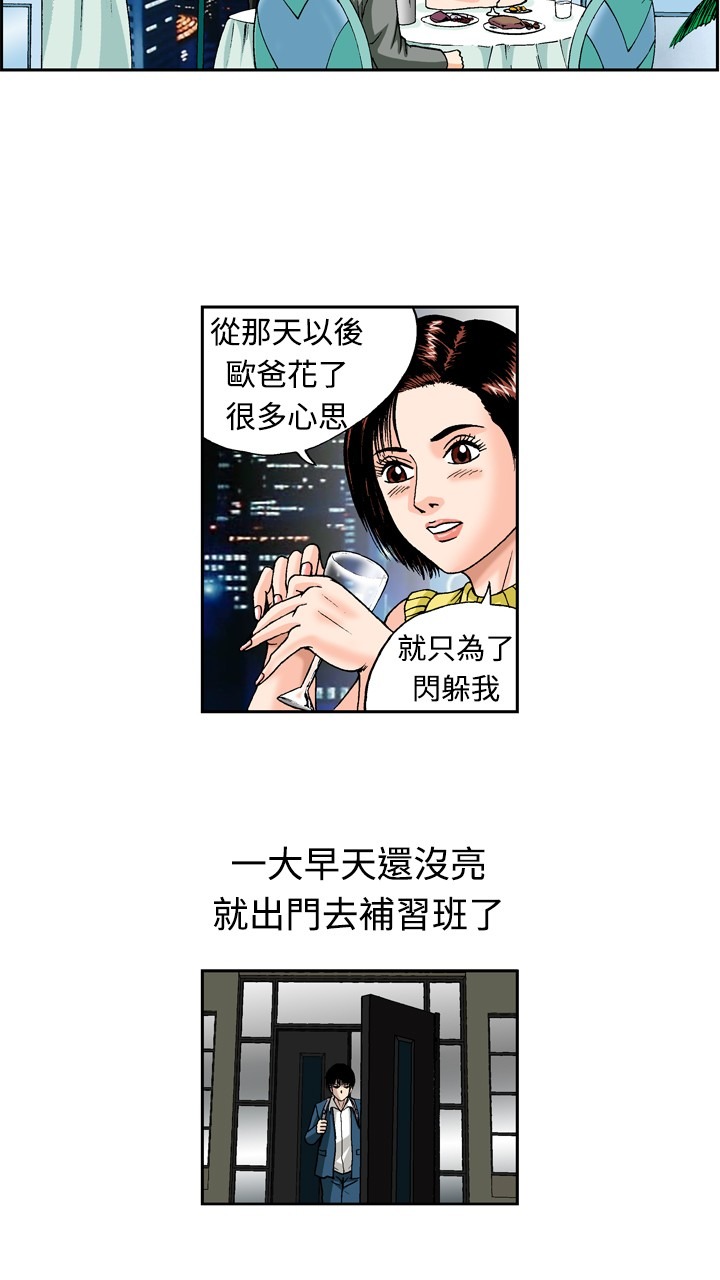 從那天以後
歐爸花了
很多心思
就只為了
閃躲我
一大早天還沒亮
就出門去補習班了